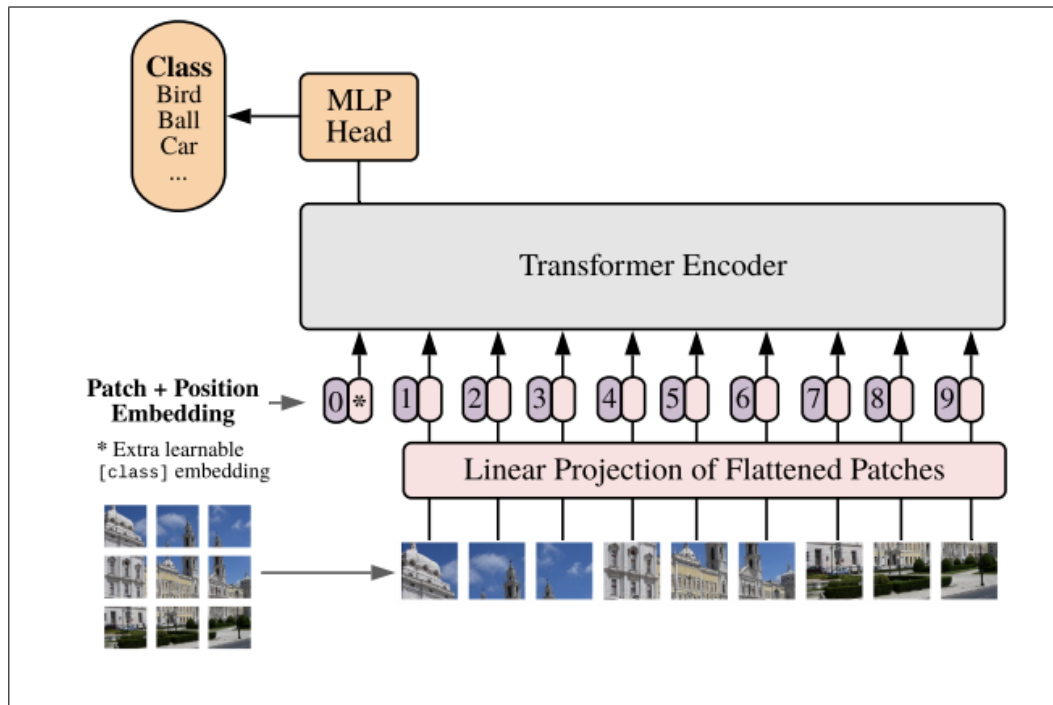 Class
Bird
Ball
Car
...
MLP
Head
Transformer Encoder
Patch + Position
Embedding
0 * 1 2 3 4 5 6 7 8 9
* Extra learnable
[class] embedding
Linear Projection of Flattened Patches